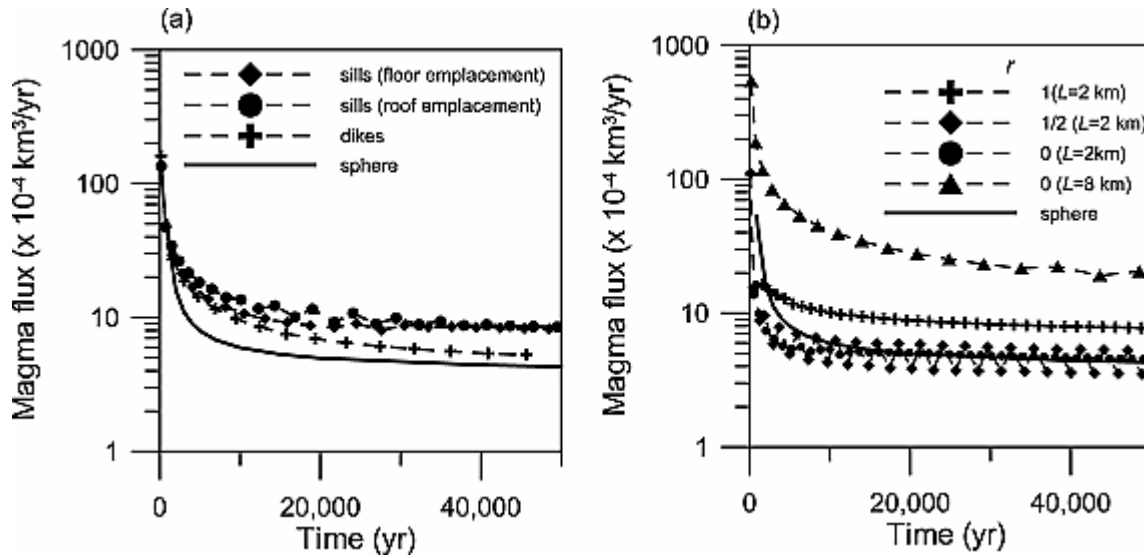 (a)
1000
100
10
1
Magma flux (x 10⁻⁴ km³/yr)
sills (floor emplacement)
sills (roof emplacement)
dikes
sphere
0
20,000
40,000
Time (yr)
(b)
1000
100
10
1
Magma flux (x 10⁻⁴ km³/yr)
r
1(L=2 km)
1/2 (L=2 km)
0 (L=2km)
0 (L=8 km)
sphere
0
20,000
40,000
Time (yr)